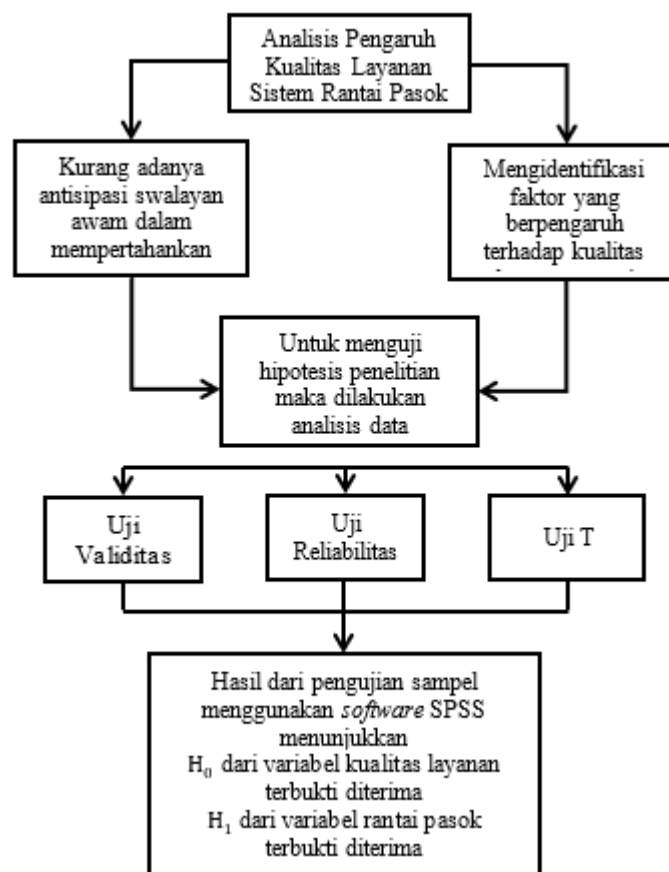 Analisis Pengaruh
Kualitas Layanan
Sistem Rantai Pasok
Kurang adanya
antisipasi swalayan
awam dalam
mempertahankan
Mengidentifikasi
faktor yang
berpengaruh
terhadap kualitas
Untuk menguji
hipotesis penelitian
maka dilakukan
analisis data
Uji
Validitas
Uji
Reliabilitas
Uji T
Hasil dari pengujian sampel
menggunakan software SPSS
menunjukkan
H₀ dari variabel kualitas layanan
terbukti diterima
H₁ dari variabel rantai pasok
terbukti diterima